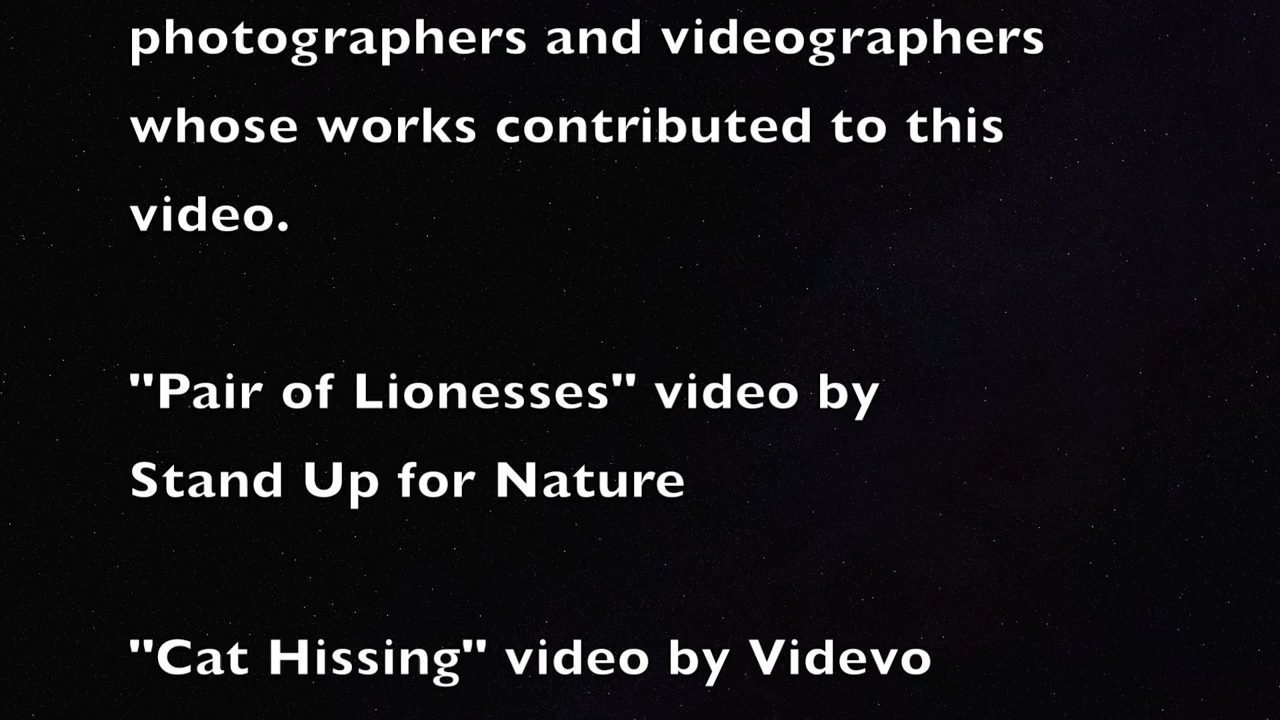 photographers and videographers
whose works contributed to this
video.
"Pair of Lionesses" video by
Stand Up for Nature
"Cat Hissing" video by Videvo